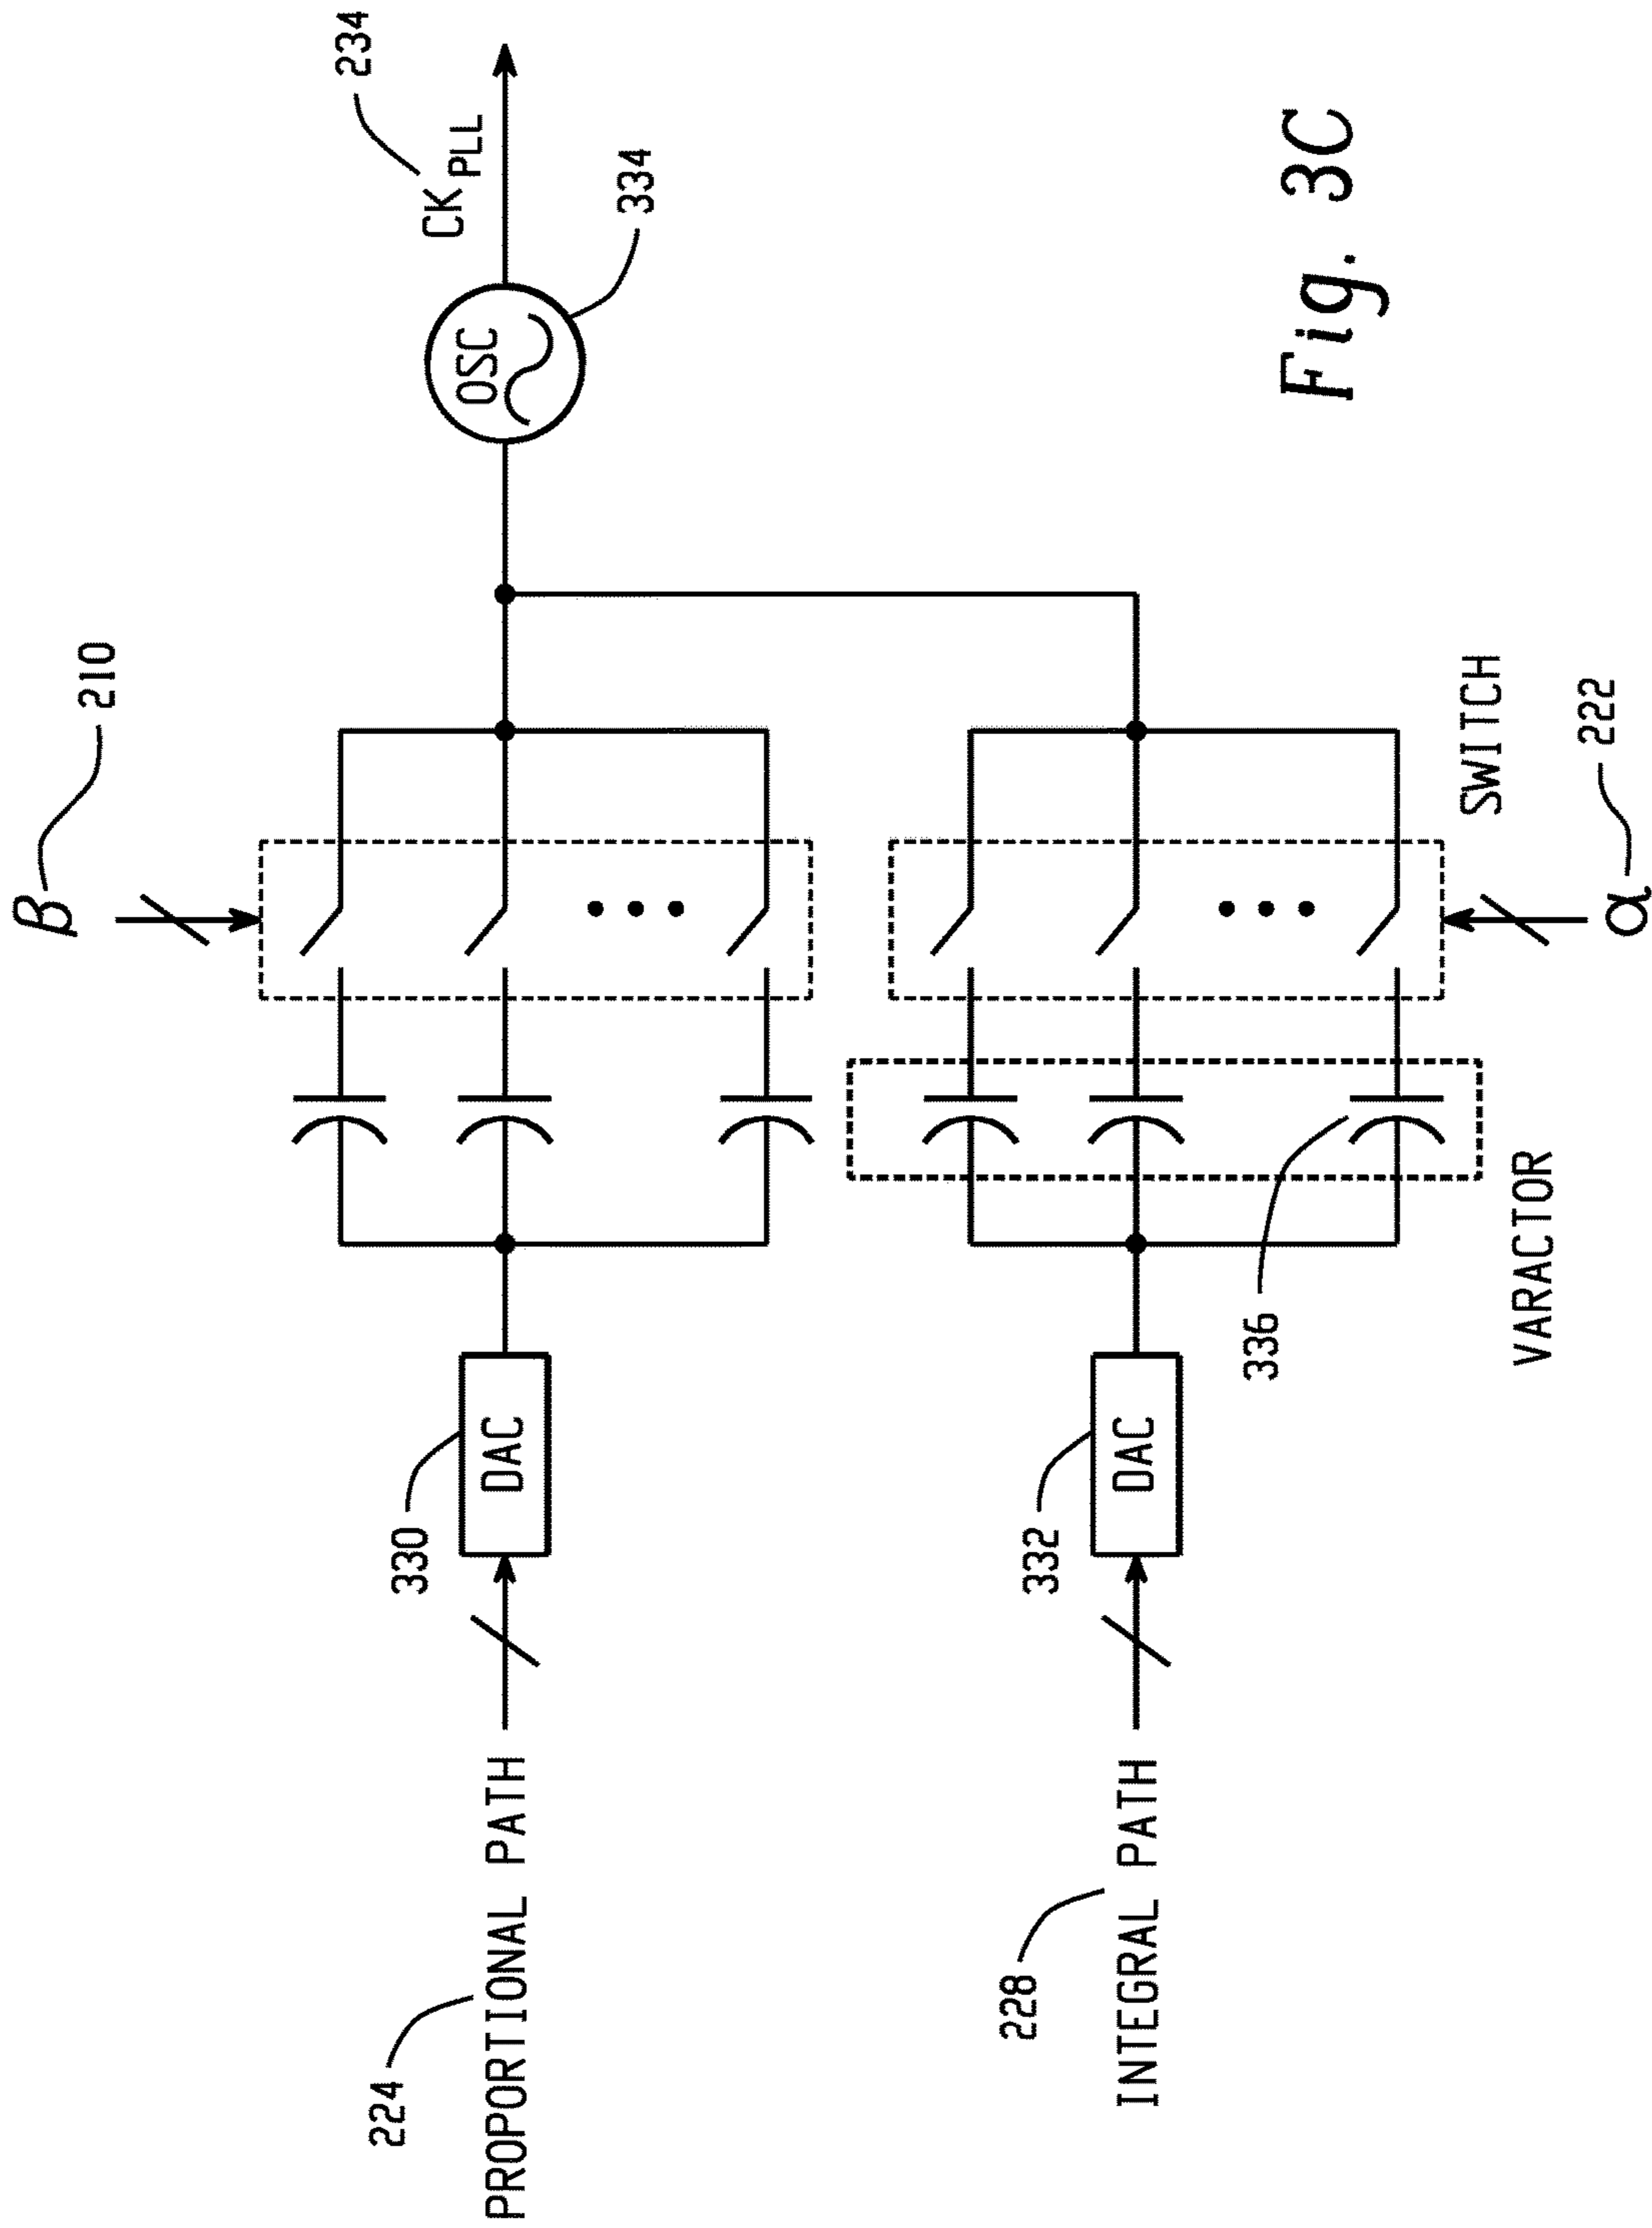 β 210
CK PLL 234
OSC
334
330
DAC
224
PROPORTIONAL PATH
332
DAC
228
INTEGRAL PATH
336
VARACTOR
SWITCH
α 222
Fig. 3C